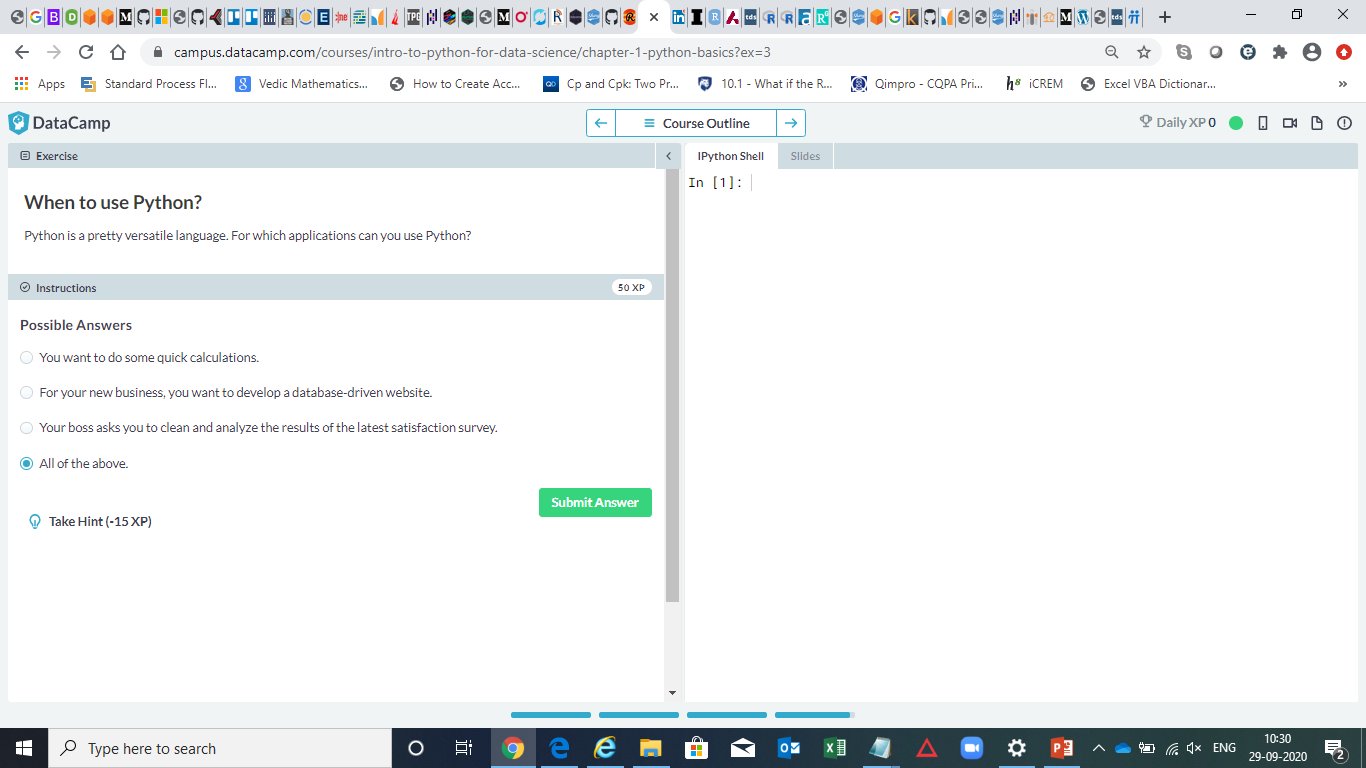 campus.datacamp.com/courses/intro-to-python-for-data-science/chapter-1-python-basics?ex=3
Apps
Standard Process Fl...
Vedic Mathematics...
How to Create Acc...
Cp and Cpk: Two Pr...
10.1 - What if the R...
Qimpro - CQPA Pri...
iCREM
Excel VBA Dictionar...
DataCamp
Course Outline
Daily XP 0
Exercise
IPython Shell
Slides
In [1]:
When to use Python?
Python is a pretty versatile language. For which applications can you use Python?
Instructions
50 XP
Possible Answers
You want to do some quick calculations.
For your new business, you want to develop a database-driven website.
Your boss asks you to clean and analyze the results of the latest satisfaction survey.
All of the above.
Submit Answer
Take Hint (-15 XP)
Type here to search
ENG
10:30
29-09-2020
2